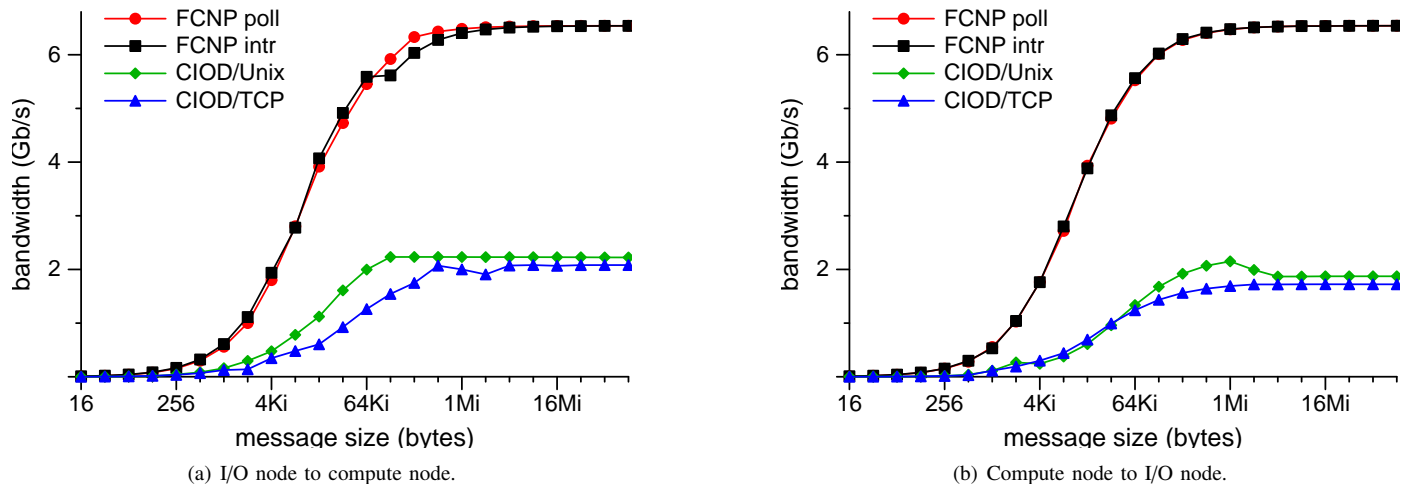 FCNP poll
FCNP intr
CIOD/Unix
CIOD/TCP
6
4
2
bandwidth (Gb/s)
16 256 4Ki 64Ki 1Mi 16Mi
message size (bytes)
(a) I/O node to compute node.
FCNP poll
FCNP intr
CIOD/Unix
CIOD/TCP
6
4
2
bandwidth (Gb/s)
16 256 4Ki 64Ki 1Mi 16Mi
message size (bytes)
(b) Compute node to I/O node.